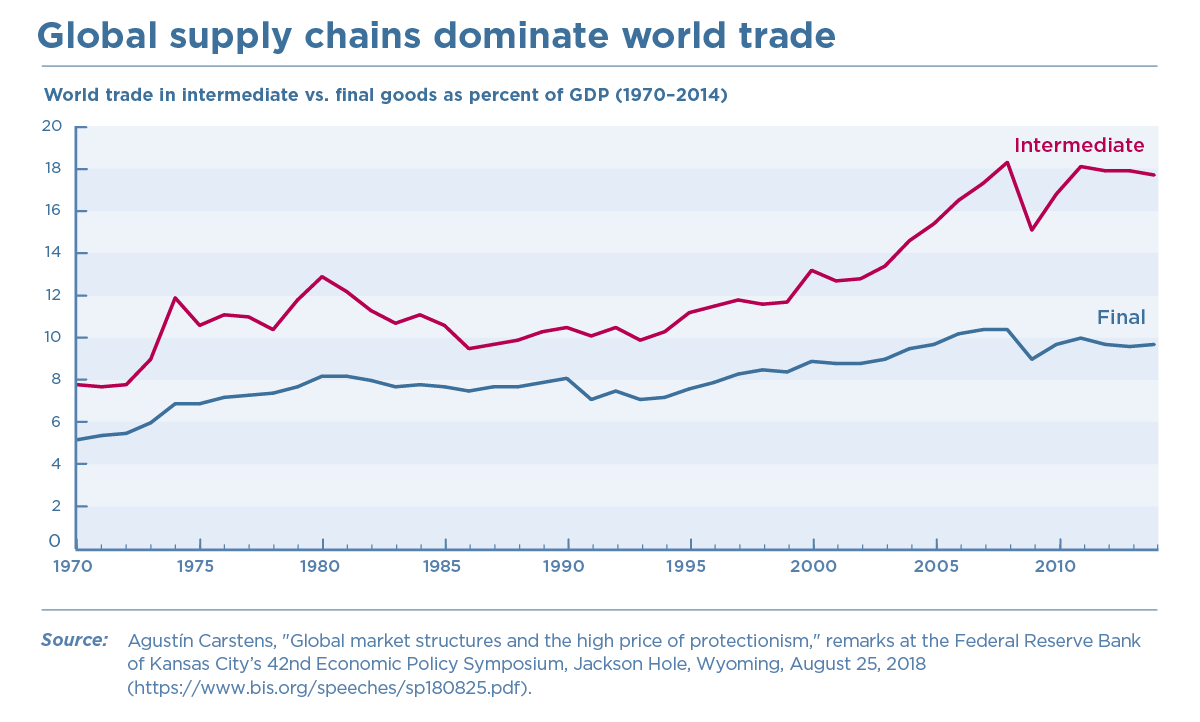 Global supply chains dominate world trade
World trade in intermediate vs. final goods as percent of GDP (1970–2014)
20
18
16
14
12
10
8
6
4
2
0
Intermediate
Final
1970 1975 1980 1985 1990 1995 2000 2005 2010
Source: Agustín Carstens, "Global market structures and the high price of protectionism," remarks at the Federal Reserve Bank
of Kansas City’s 42nd Economic Policy Symposium, Jackson Hole, Wyoming, August 25, 2018
(https://www.bis.org/speeches/sp180825.pdf).